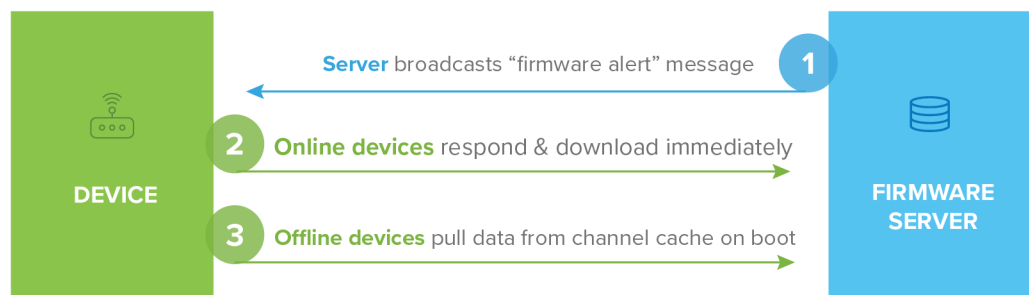 Server broadcasts “firmware alert” message
1
2
Online devices respond & download immediately
DEVICE
FIRMWARE
SERVER
3
Offline devices pull data from channel cache on boot